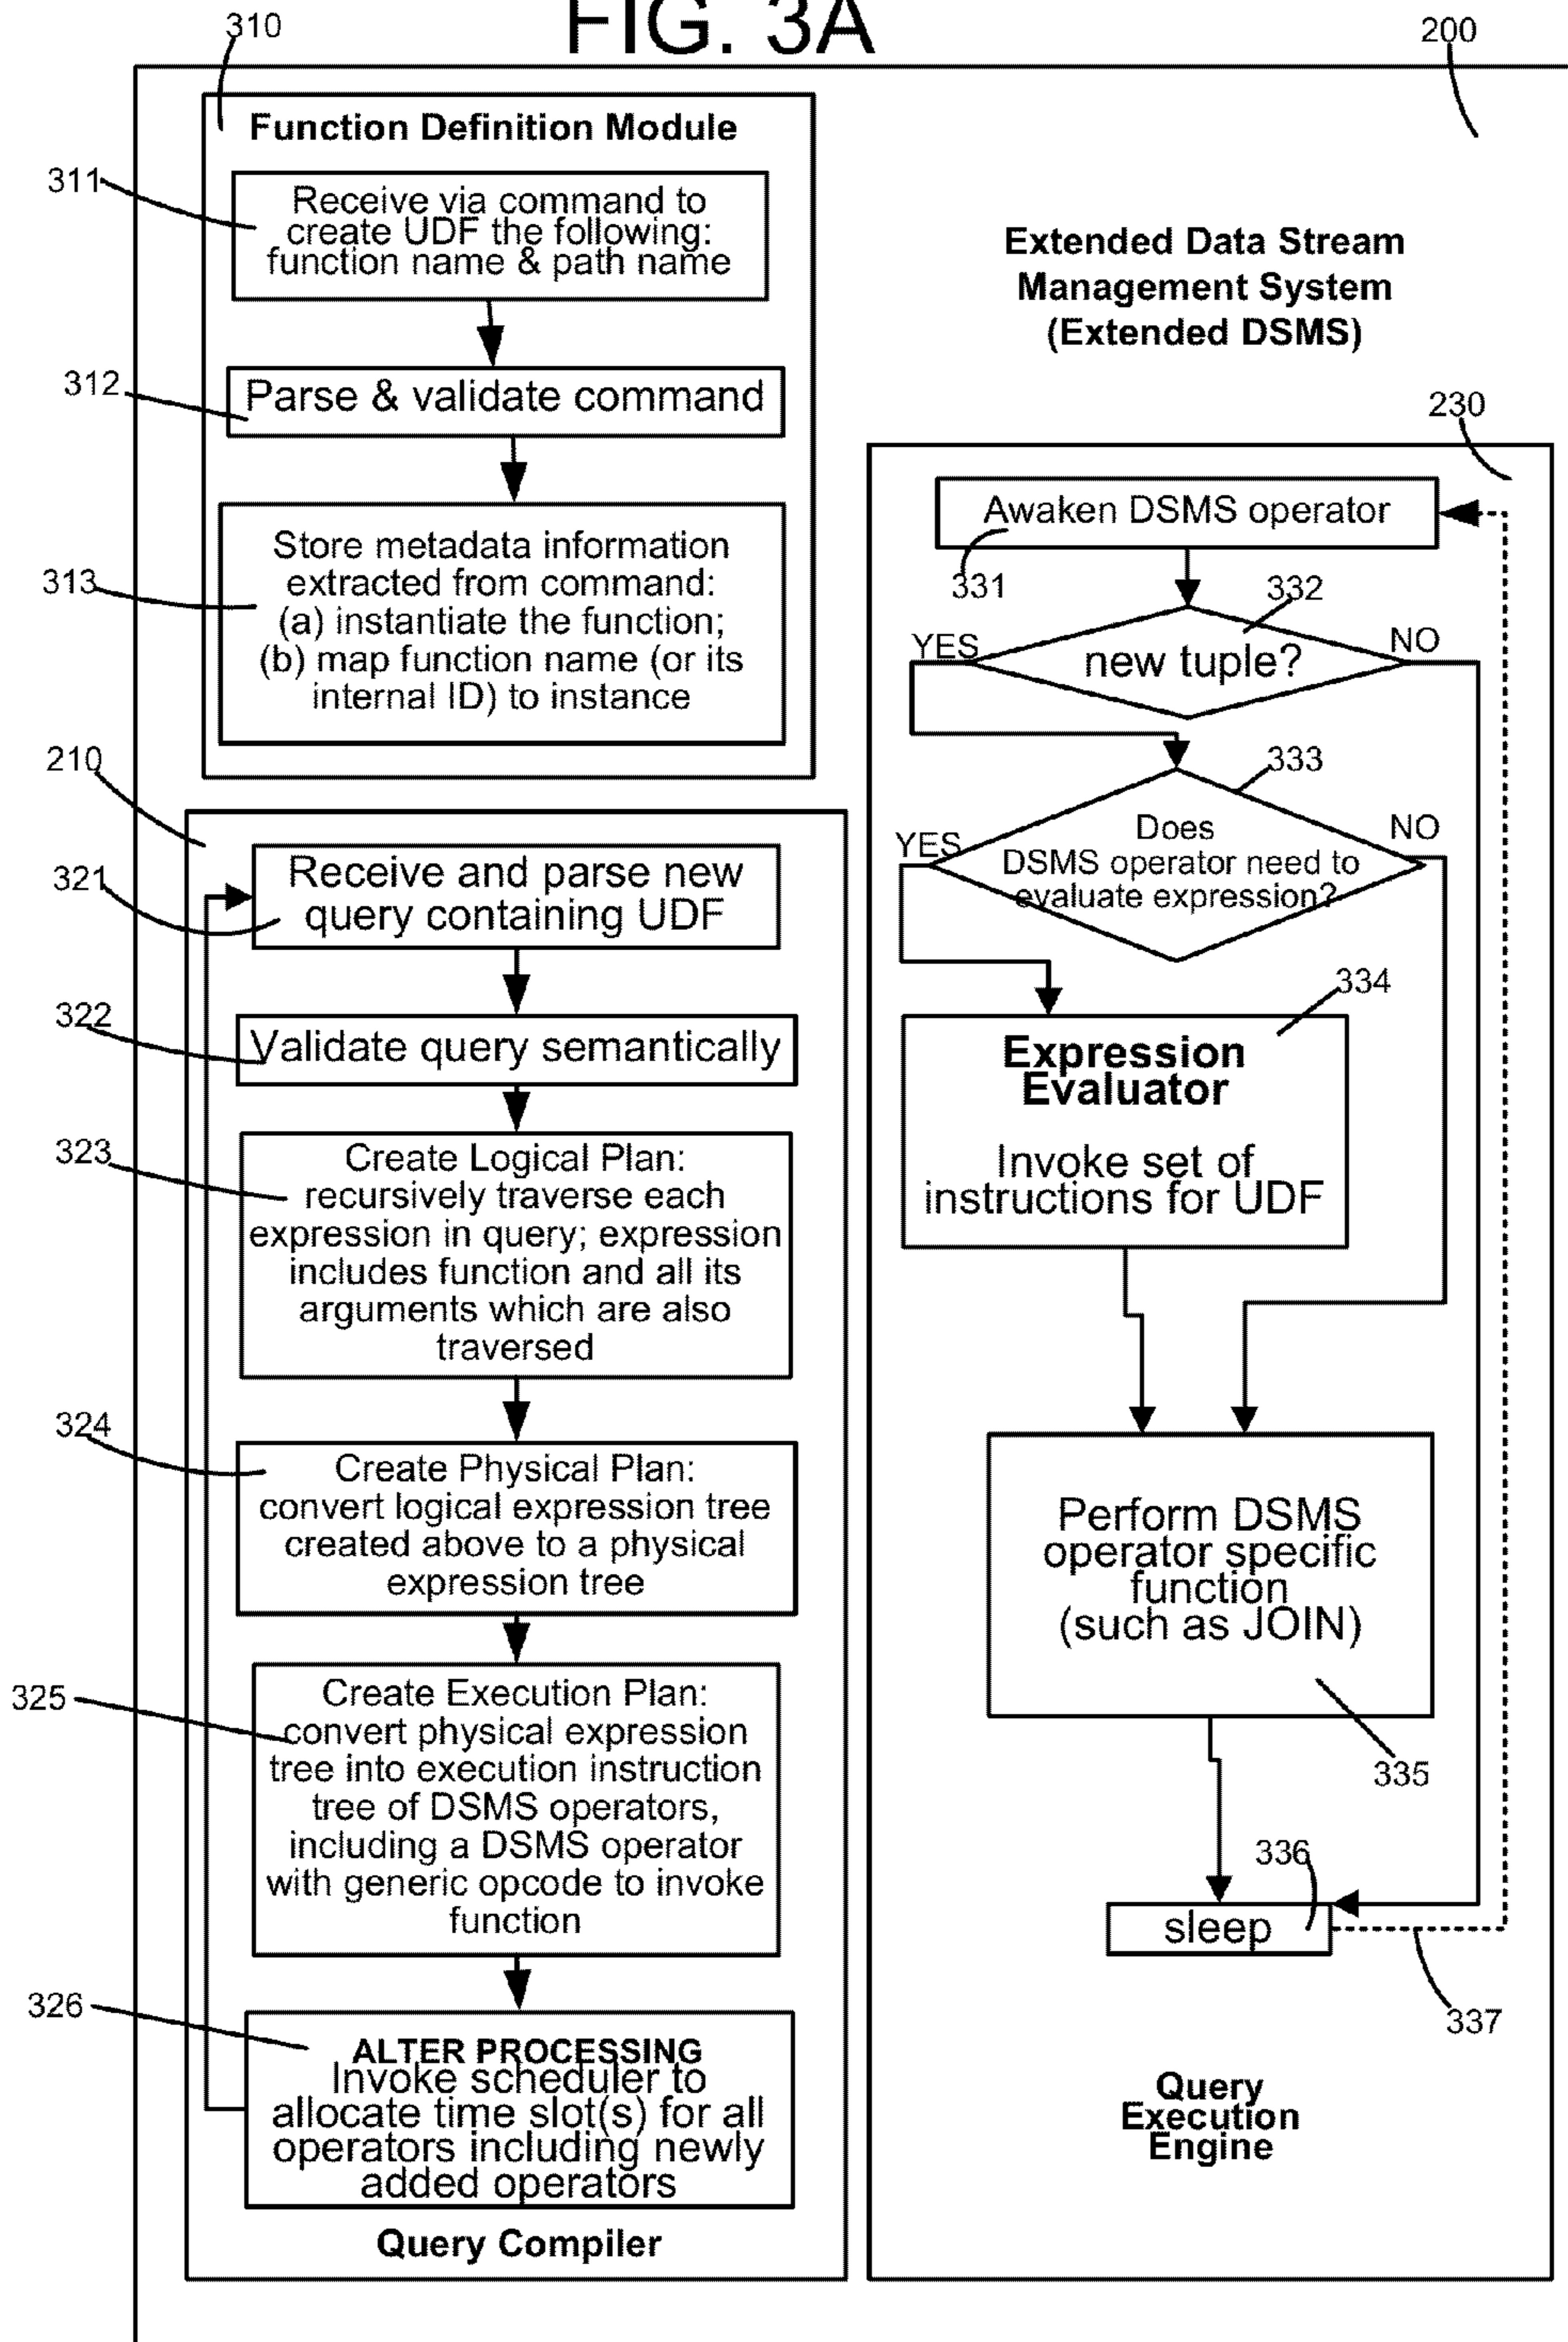 FIG. 3A
310
200
Function Definition Module
311
Receive via command to
create UDF the following:
function name & path name
312
Parse & validate command
313
Store metadata information
extracted from command:
(a) instantiate the function;
(b) map function name (or its
internal ID) to instance
Extended Data Stream
Management System
(Extended DSMS)
210
321
Receive and parse new
query containing UDF
322
Validate query semantically
323
Create Logical Plan:
recursively traverse each
expression in query; expression
includes function and all its
arguments which are also
traversed
324
Create Physical Plan:
convert logical expression tree
created above to a physical
expression tree
325
Create Execution Plan:
convert physical expression
tree into execution instruction
tree of DSMS operators,
including a DSMS operator
with generic opcode to invoke
function
326
ALTER PROCESSING
Invoke scheduler to
allocate time slot(s) for all
operators including newly
added operators
Query Compiler
230
Awaken DSMS operator
331
332
YES
new tuple?
NO
333
YES
Does
DSMS operator need to
evaluate expression?
NO
334
Expression
Evaluator
Invoke set of
instructions for UDF
Perform DSMS
operator specific
function
(such as JOIN)
335
336
sleep
337
Query
Execution
Engine